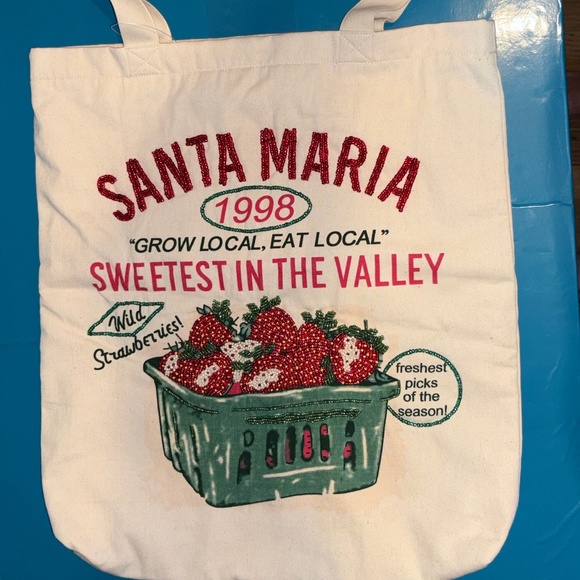 SANTA MARIA
1998
“GROW LOCAL, EAT LOCAL”
SWEETEST IN THE VALLEY
Wild
Strawberries!
freshest
picks
of the
season!